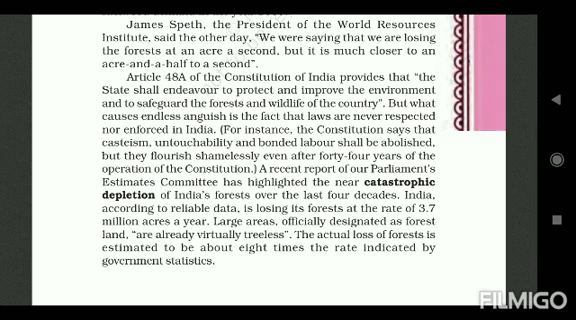 James Speth, the President of the World Resources
Institute, said the other day, "We were saying that we are losing
the forests at an acre a second, but it is much closer to an
acre-and-a-half to a second".
Article 48A of the Constitution of India provides that "the
State shall endeavour to protect and improve the environment
and to safeguard the forests and wildlife of the country". But what
causes endless anguish is the fact that laws are never respected
nor enforced in India. (For instance, the Constitution says that
casteism, untouchability and bonded labour shall be abolished,
but they flourish shamelessly even after forty-four years of the
operation of the Constitution.) A recent report of our Parliament's
Estimates Committee has highlighted the near catastrophic
depletion of India's forests over the last four decades. India,
according to reliable data, is losing its forests at the rate of 3.7
million acres a year. Large areas, officially designated as forest
land, "are already virtually treeless". The actual loss of forests is
estimated to be about eight times the rate indicated by
government statistics.
FILMIGO